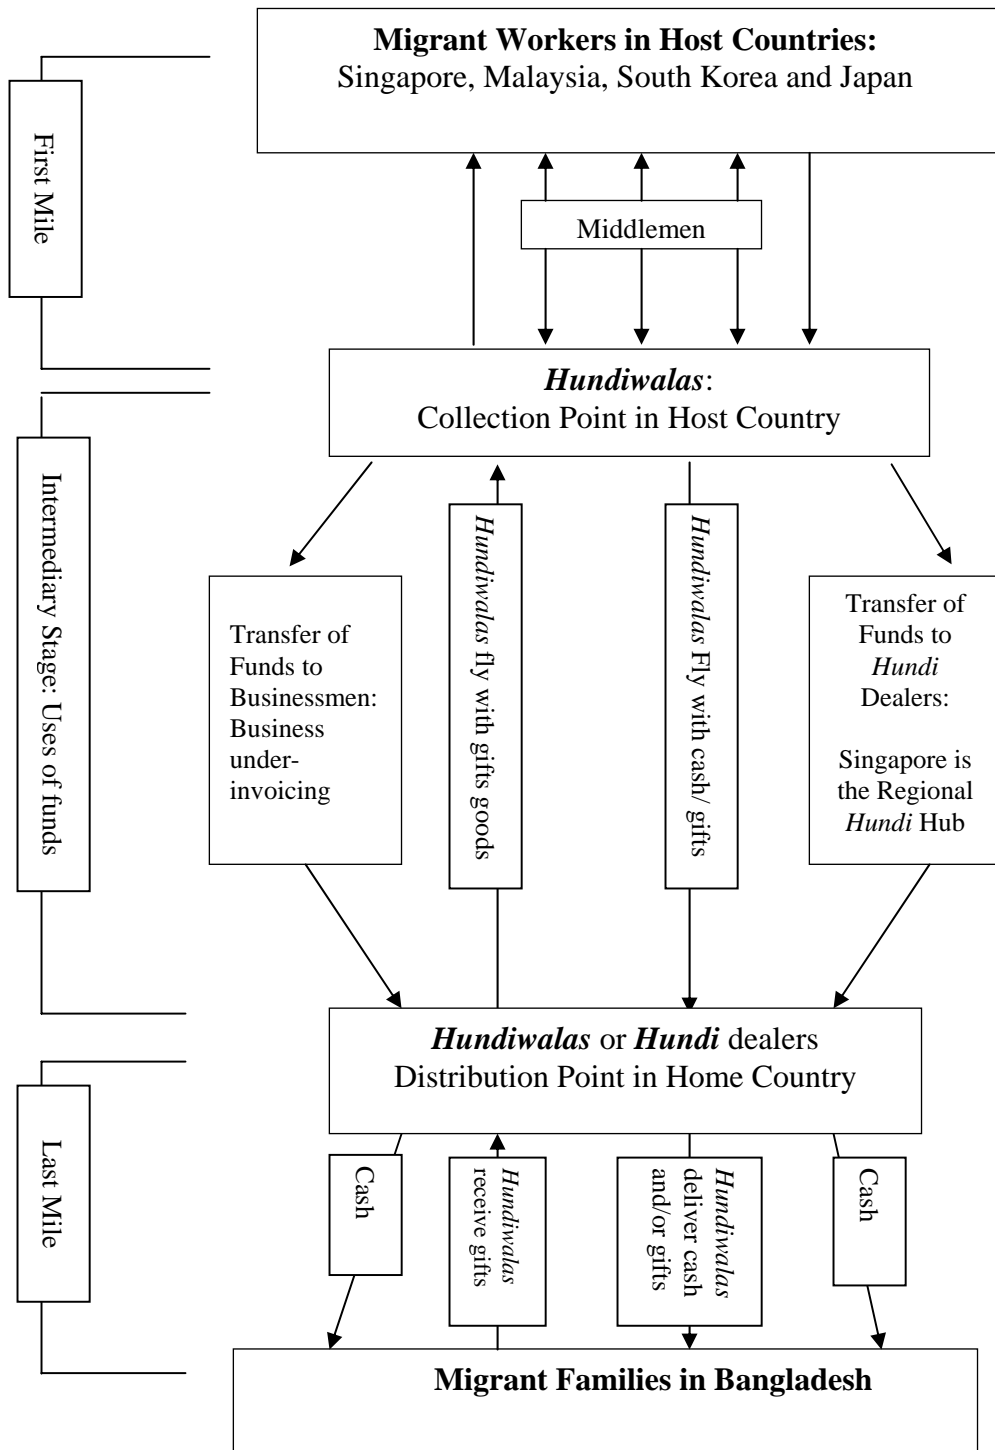 Migrant Workers in Host Countries:
Singapore, Malaysia, South Korea and Japan
First Mile
Middlemen
Hundiwalas:
Collection Point in Host Country
Intermediary Stage: Uses of funds
Transfer of
Funds to
Businessmen:
Business
under-
invoicing
Hundiwalas fly with gifts goods
Hundiwalas Fly with cash/ gifts
Transfer of
Funds to
Hundi
Dealers:
Singapore is
the Regional
Hundi Hub
Hundiwalas or Hundi dealers
Distribution Point in Home Country
Last Mile
Cash
Hundiwalas
receive gifts
Hundiwalas
deliver cash
and/or gifts
Cash
Migrant Families in Bangladesh